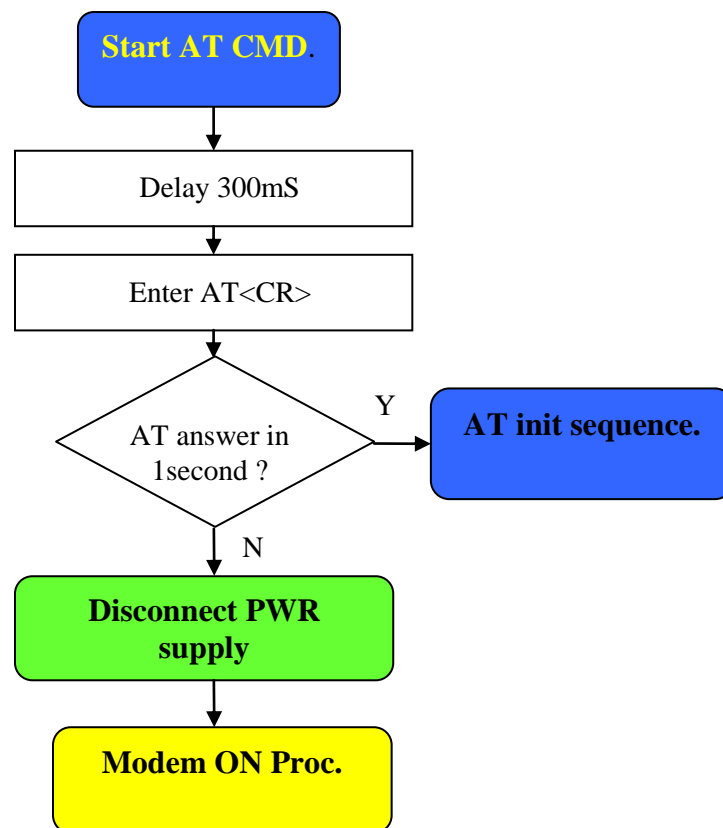 Start AT CMD.
Delay 300mS
Enter AT<CR>
AT answer in
1second ?
Y
AT init sequence.
N
Disconnect PWR
supply
Modem ON Proc.